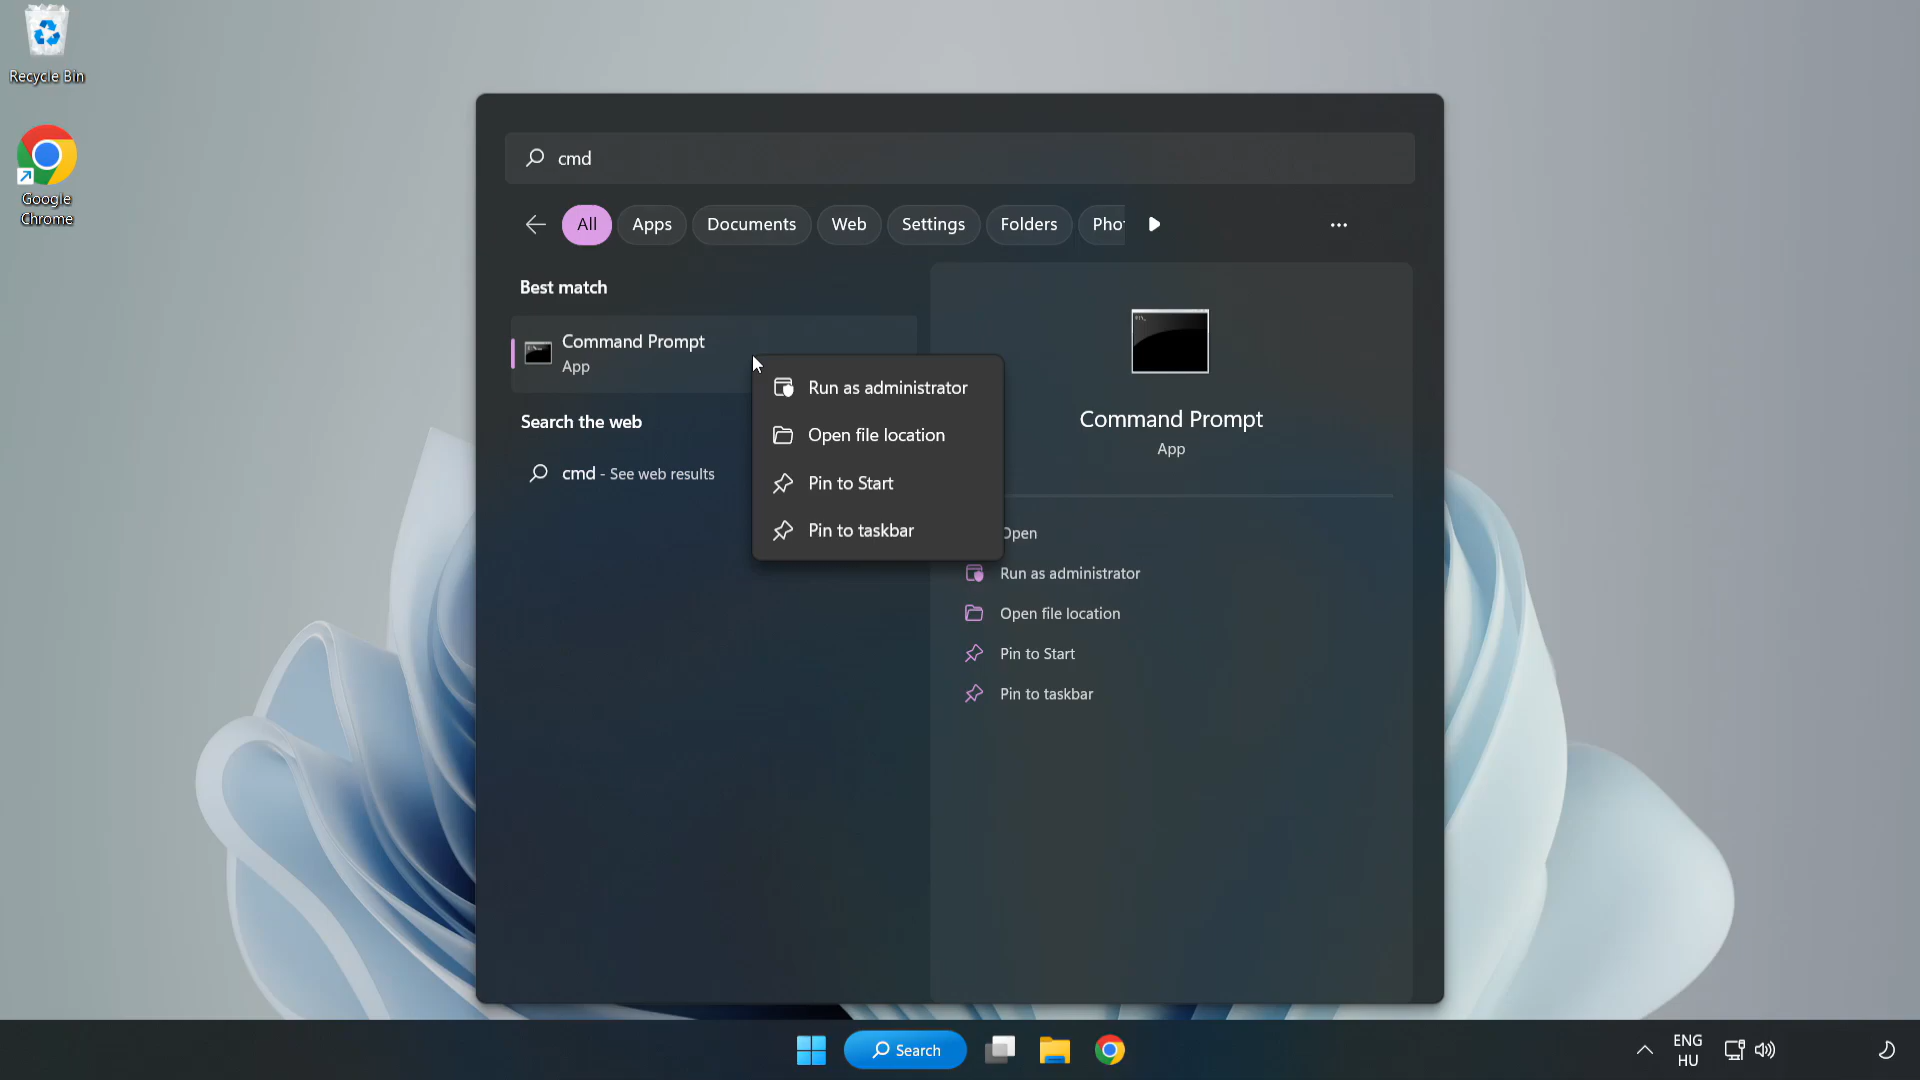 Recycle Bin
Google
Chrome
cmd
All
Apps
Documents
Web
Settings
Folders
Pho
Best match
Command Prompt
App
Search the web
cmd - See web results
Run as administrator
Open file location
Pin to Start
Pin to taskbar
Command Prompt
App
Open
Run as administrator
Open file location
Pin to Start
Pin to taskbar
Search
ENG
HU